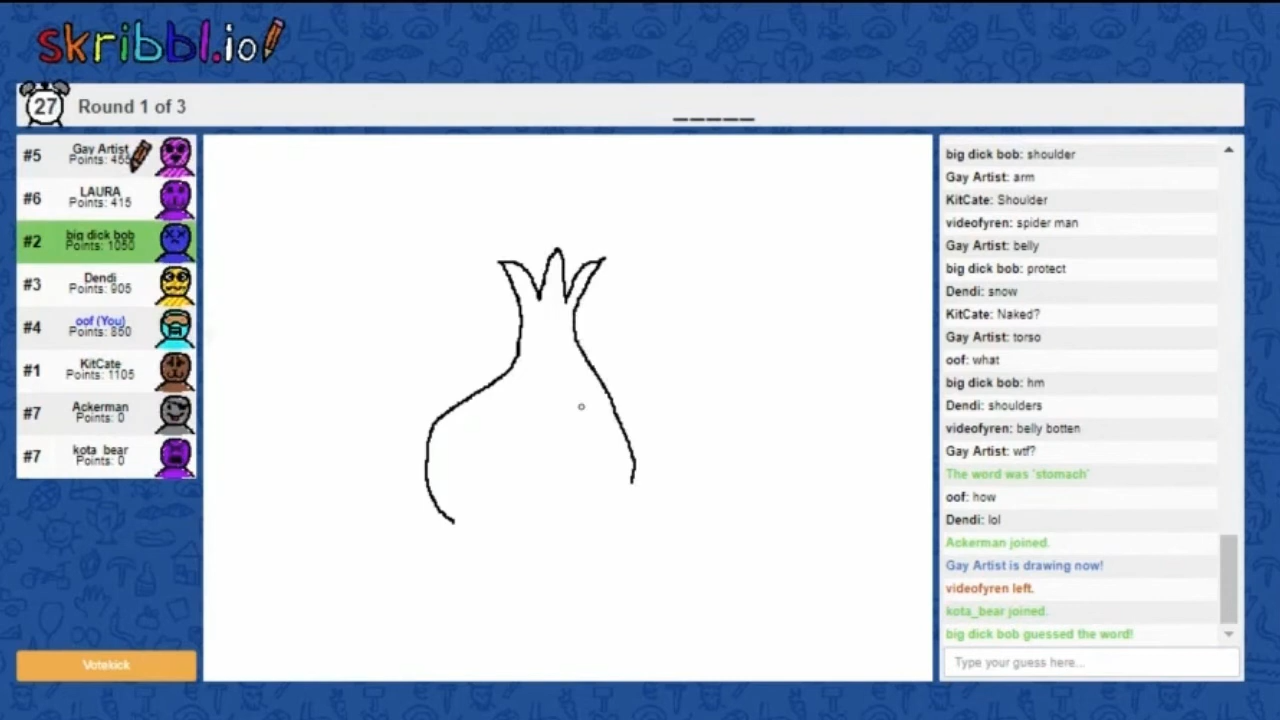 skribbl.io
27
Round 1 of 3
_____
#5 Gay Artist
Points: 455
#6 LAURA
Points: 415
#2 big dick bob
Points: 1050
#3 Dendi
Points: 905
#4 oof (You)
Points: 850
#1 KitCate
Points: 1105
#7 Ackerman
Points: 0
#7 kota_bear
Points: 0
Votekick
big dick bob: shoulder
Gay Artist: arm
KitCate: Shoulder
videofyren: spider man
Gay Artist: belly
big dick bob: protect
Dendi: snow
KitCate: Naked?
Gay Artist: torso
oof: what
big dick bob: hm
Dendi: shoulders
videofyren: belly botten
Gay Artist: wtf?
The word was 'stomach'
oof: how
Dendi: lol
Ackerman joined.
Gay Artist is drawing now!
videofyren left.
kota_bear joined.
big dick bob guessed the word!
Type your guess here...